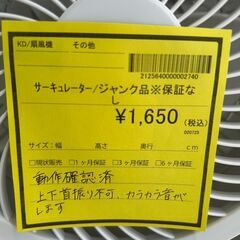 KD/扇風機 その他
2125640000002740
サーキュレーター/ジャンク品※保証な
し
¥1,650(税込)
020723
サイズ:幅 高さ 奥行 cm
□現状販売 □1ヶ月保証 □3ヶ月保証 □6ヶ月保証
動作確認済
上下首振り不可、カラカラ音が
します